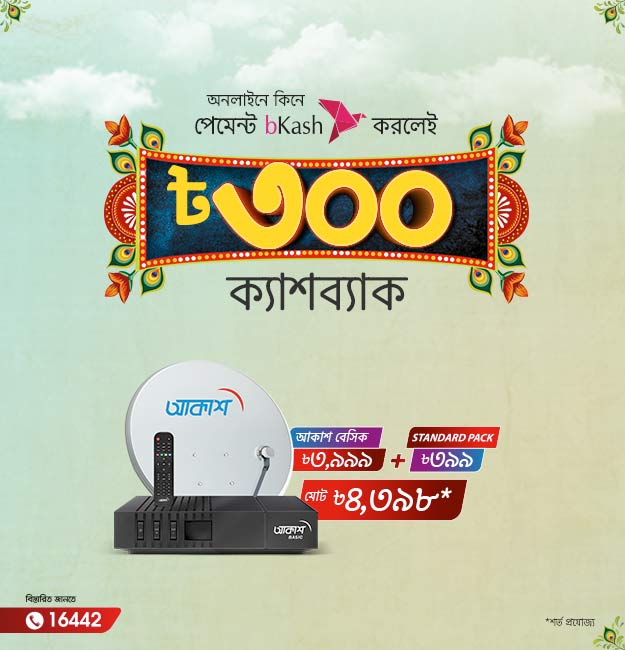 অনলাইনে কিনে
পেমেন্ট bKash করলেই
৳৩০০
ক্যাশব্যাক
আকাশ
আকাশ বেসিক
৳৩,৯৯৯
+
STANDARD PACK
৳৩৯৯
মোট ৳৪,৩৯৮*
আকাশ
BASIC
বিস্তারিত জানতে
16442
*শর্ত প্রযোজ্য